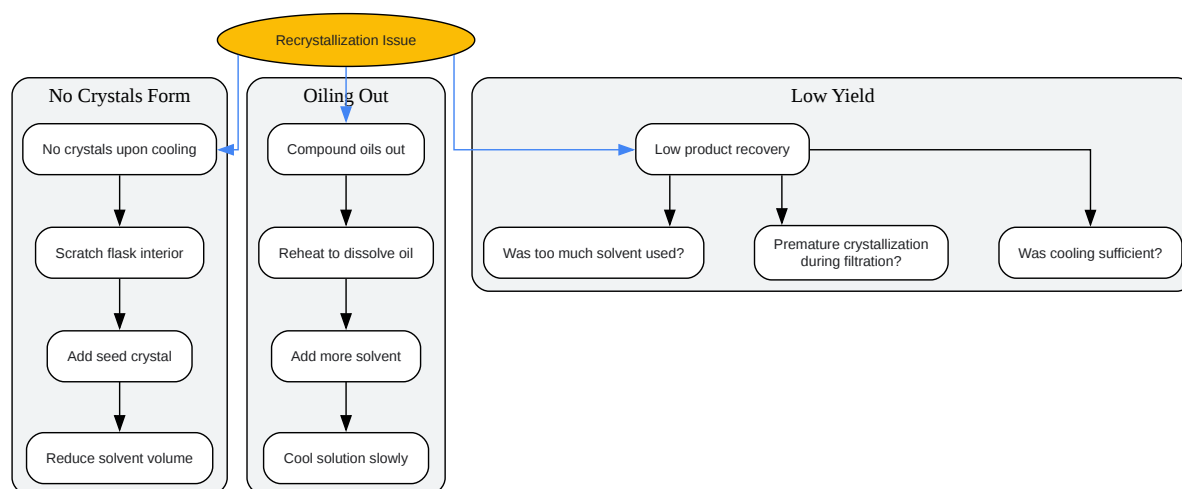 Recrystallization Issue
No Crystals Form
No crystals upon cooling
Scratch flask interior
Add seed crystal
Reduce solvent volume
Oiling Out
Compound oils out
Reheat to dissolve oil
Add more solvent
Cool solution slowly
Low Yield
Low product recovery
Was too much solvent used?
Premature crystallization
during filtration?
Was cooling sufficient?